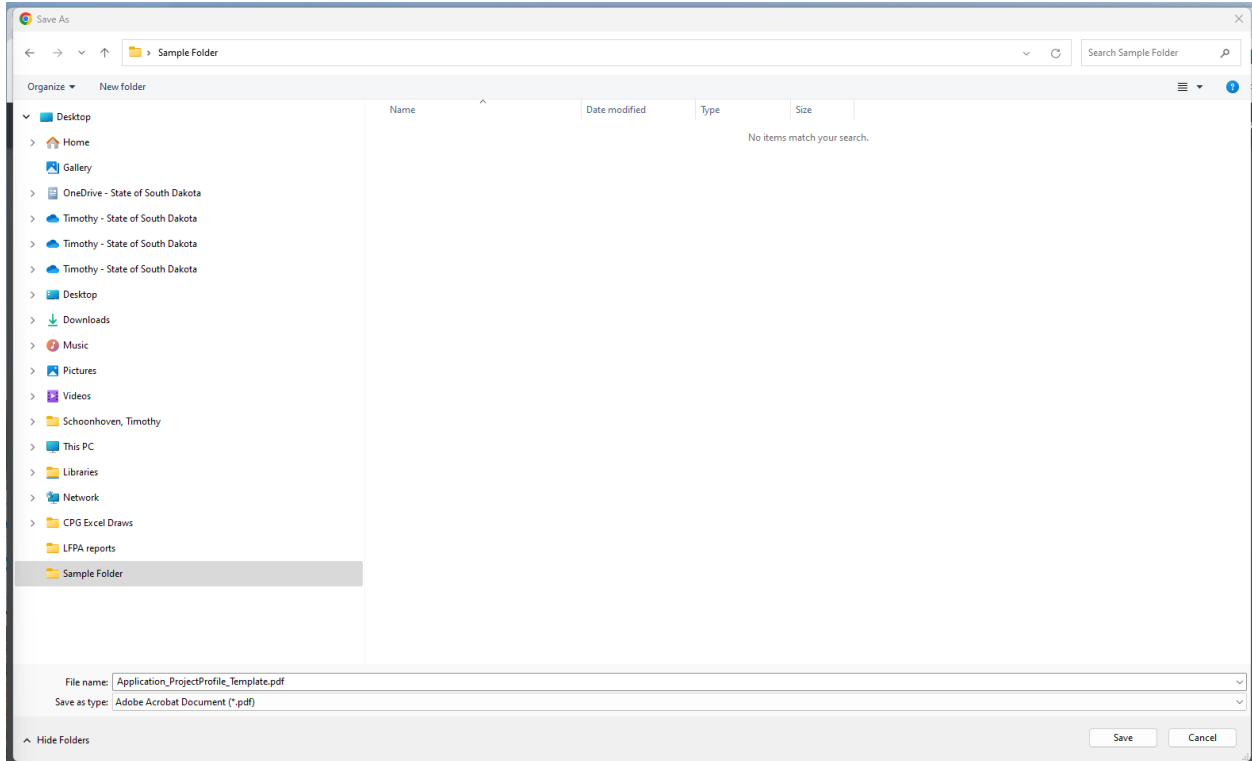 Save As
Sample Folder
Search Sample Folder
Organize
New folder
Name
Date modified
Type
Size
No items match your search.
Desktop
Home
Gallery
OneDrive - State of South Dakota
Timothy - State of South Dakota
Timothy - State of South Dakota
Timothy - State of South Dakota
Desktop
Downloads
Music
Pictures
Videos
Schoonhoven, Timothy
This PC
Libraries
Network
CPG Excel Draws
LFPA reports
Sample Folder
File name: Application_ProjectProfile_Template.pdf
Save as type: Adobe Acrobat Document (*.pdf)
Hide Folders
Save
Cancel